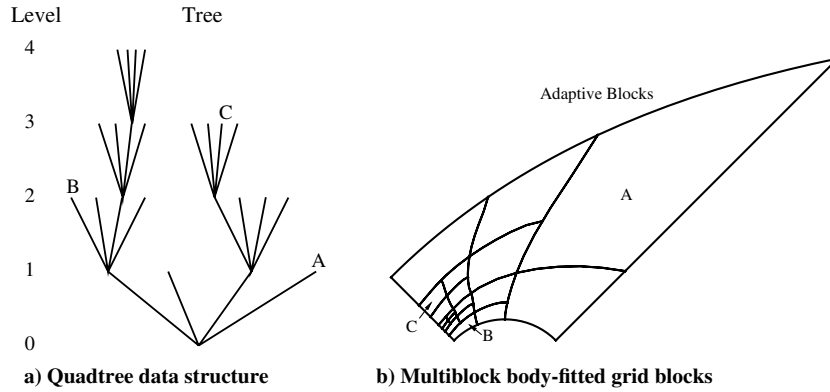 Level Tree
4
3
2
1
0
C
B
A
a) Quadtree data structure
Adaptive Blocks
A
C
B
b) Multiblock body-fitted grid blocks